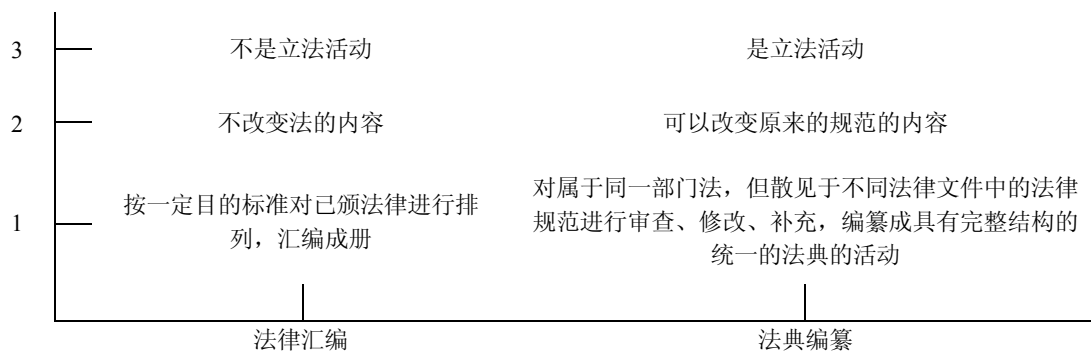 3 不是立法活动 是立法活动
2 不改变法的内容 可以改变原来的规范的内容
1 按一定目的标准对已颁法律进行排
列，汇编成册
对属于同一部门法，但散见于不同法律文件中的法律
规范进行审查、修改、补充，编纂成具有完整结构的
统一的法典的活动
法律汇编 法典编纂